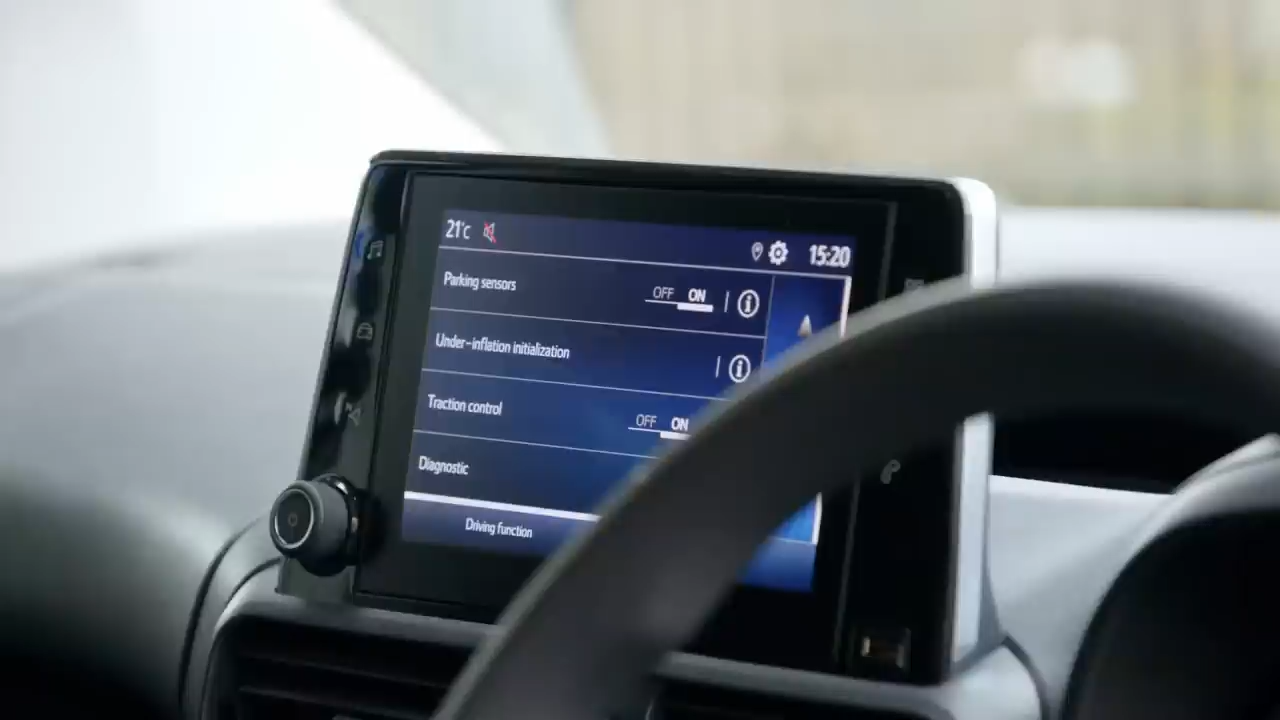 21°c 15:20
Parking sensors OFF ON
Under-inflation initialization
Traction control OFF ON
Diagnostic
Driving function